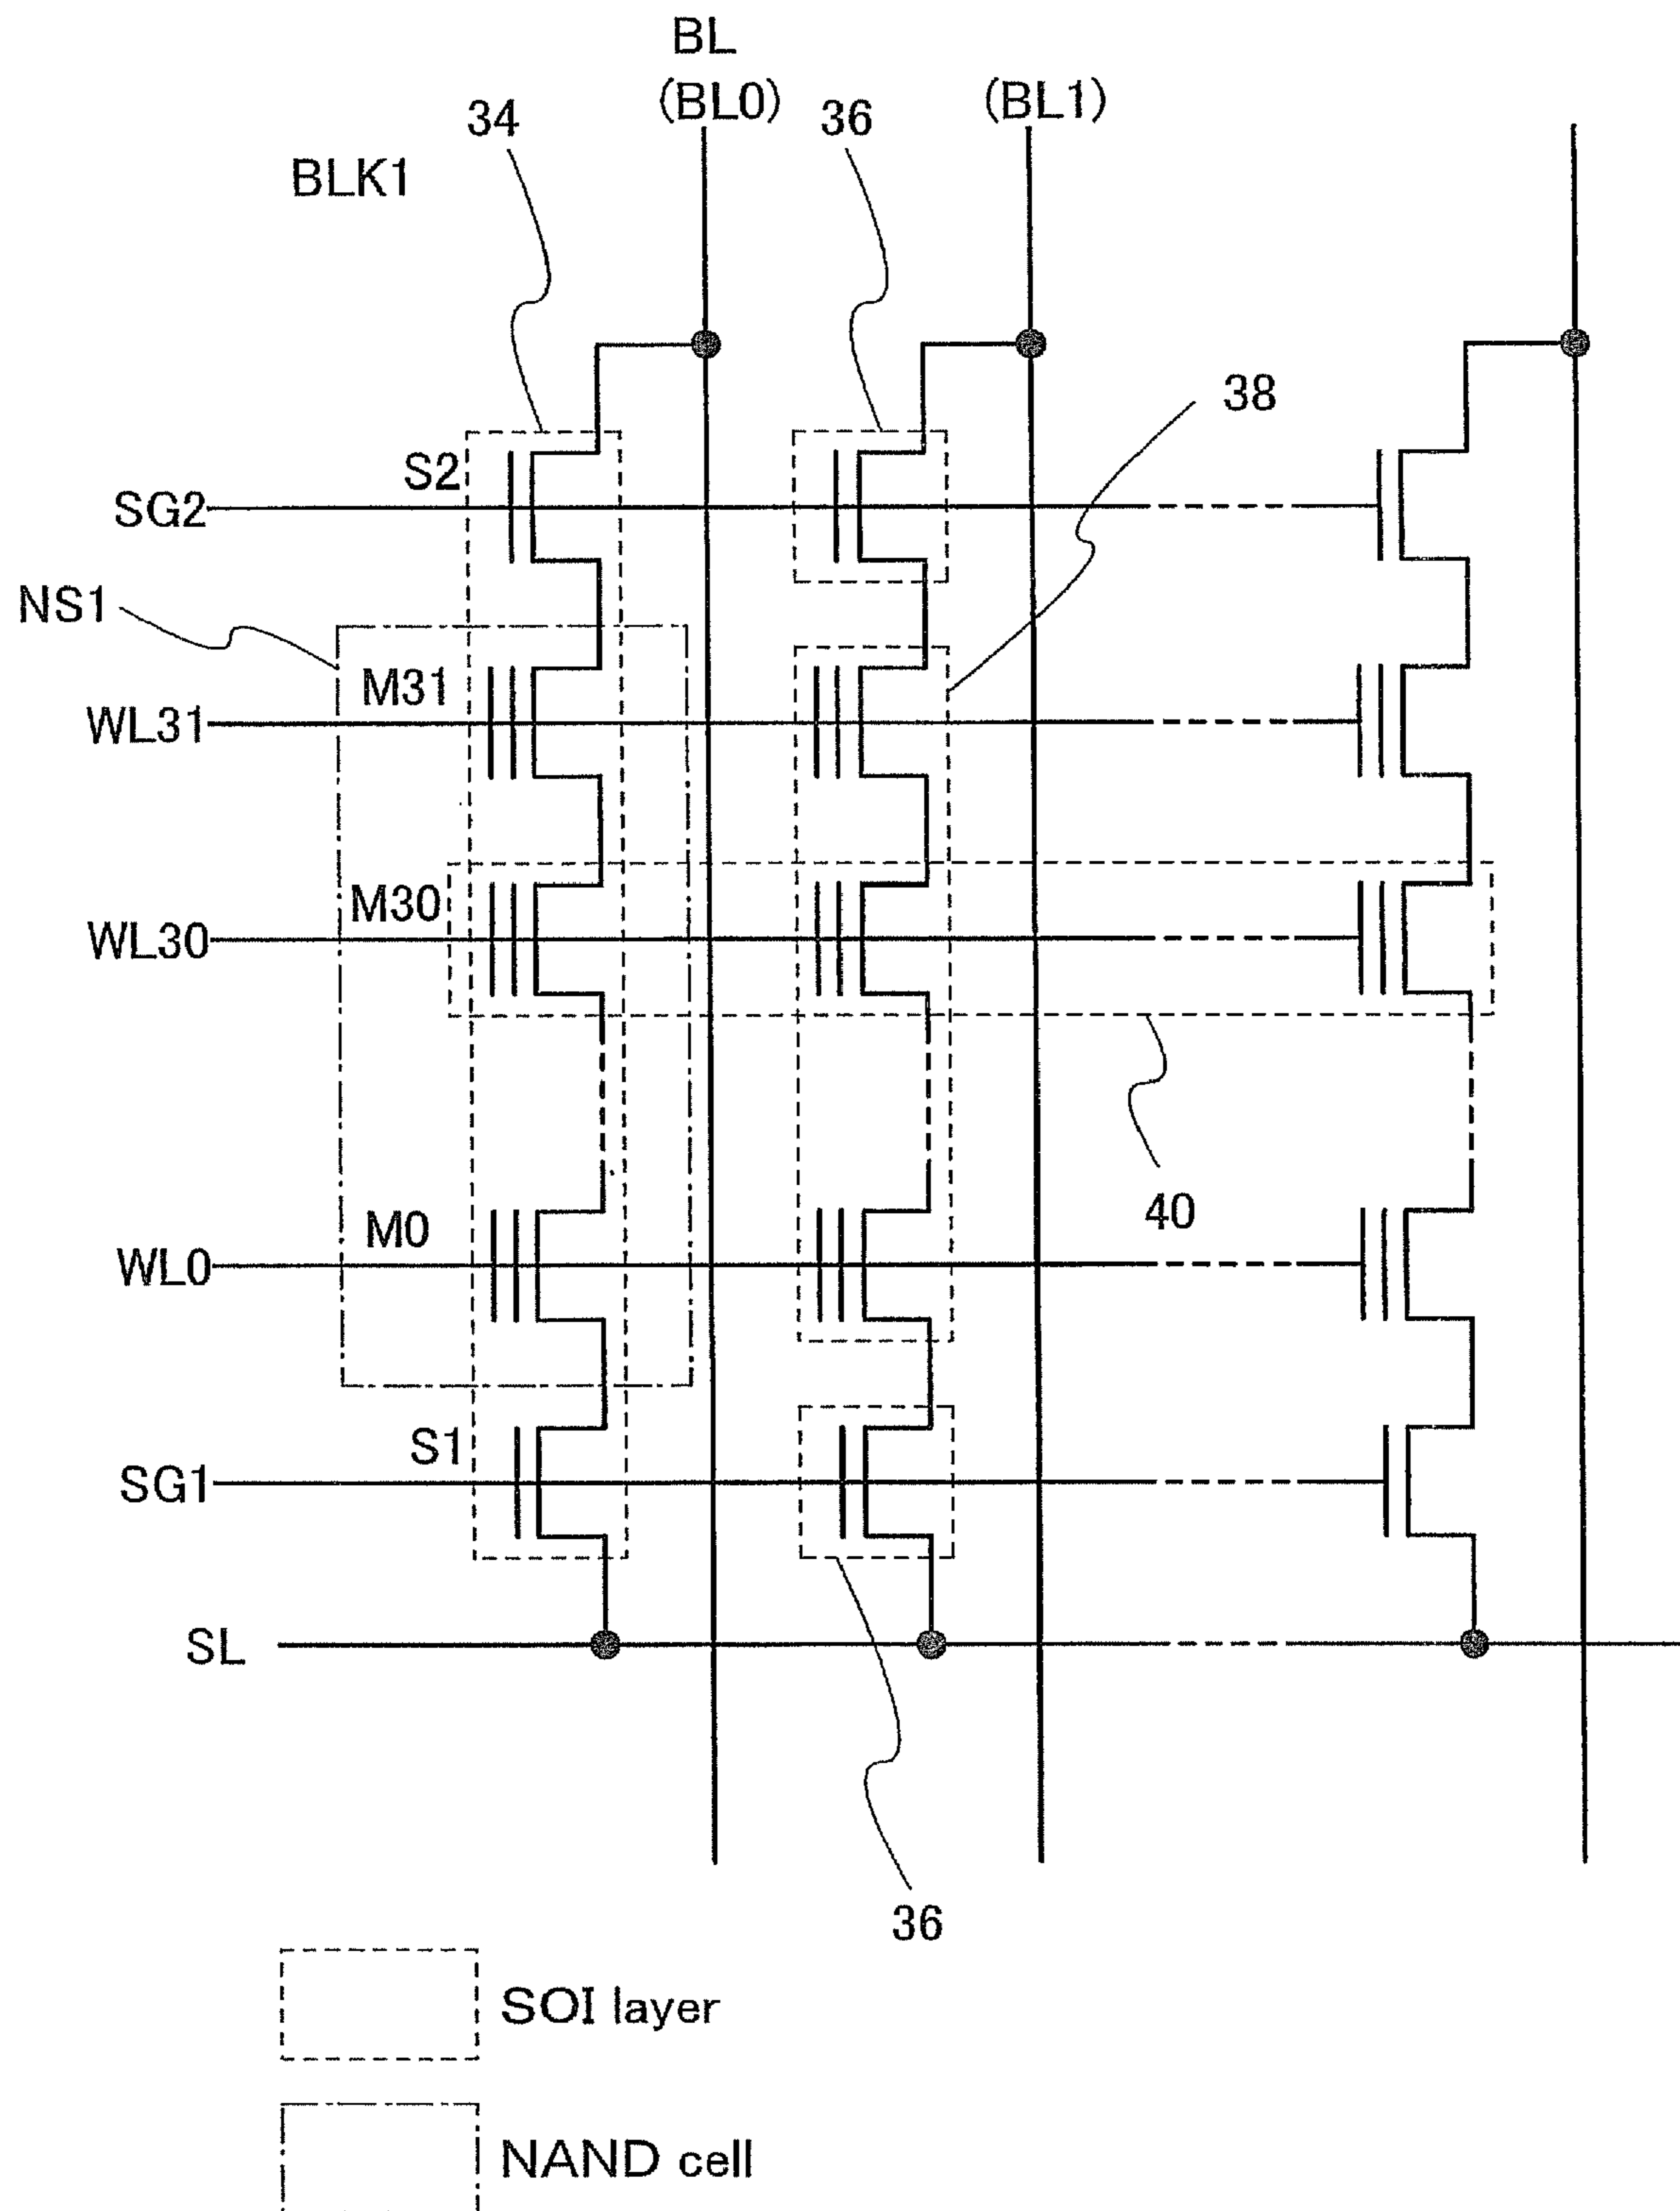 BL
(BL0)
(BL1)
34
36
BLK1
38
S2
SG2
NS1
M31
WL31
M30
WL30
40
M0
WL0
S1
SG1
SL
36
SOI layer
NAND cell